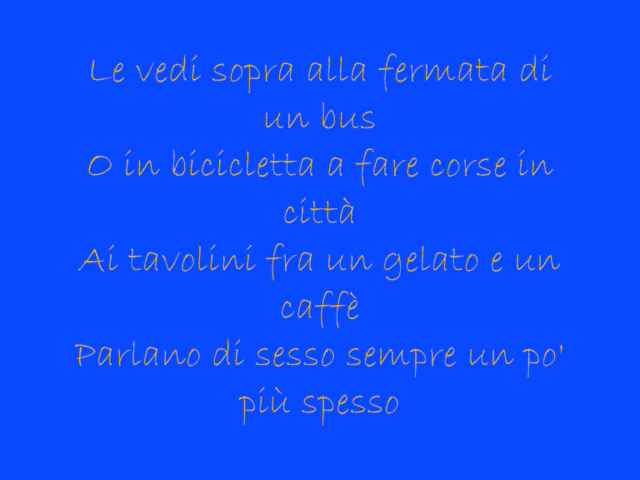 Le vedi sopra alla fermata di
un bus
O in bicicletta a fare corse in
città
Ai tavolini fra un gelato e un
caffè
Parlano di sesso sempre un po'
più spesso